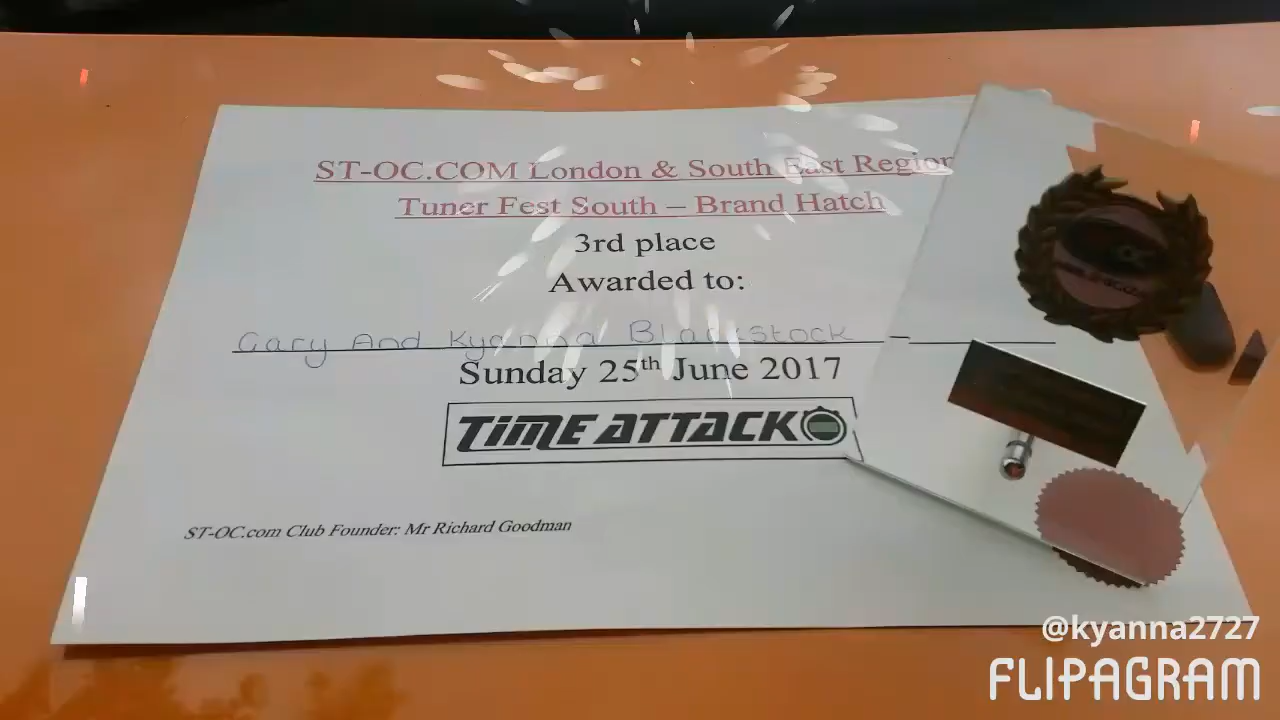 ST-OC.COM London & South East Region
Tuner Fest South – Brand Hatch
3rd place
Awarded to:
Gary And Kyanna Blackstock
Sunday 25th June 2017
TIME ATTACK
ST-OC.com Club Founder: Mr Richard Goodman
@kyanna2727
FLIPAGRAM